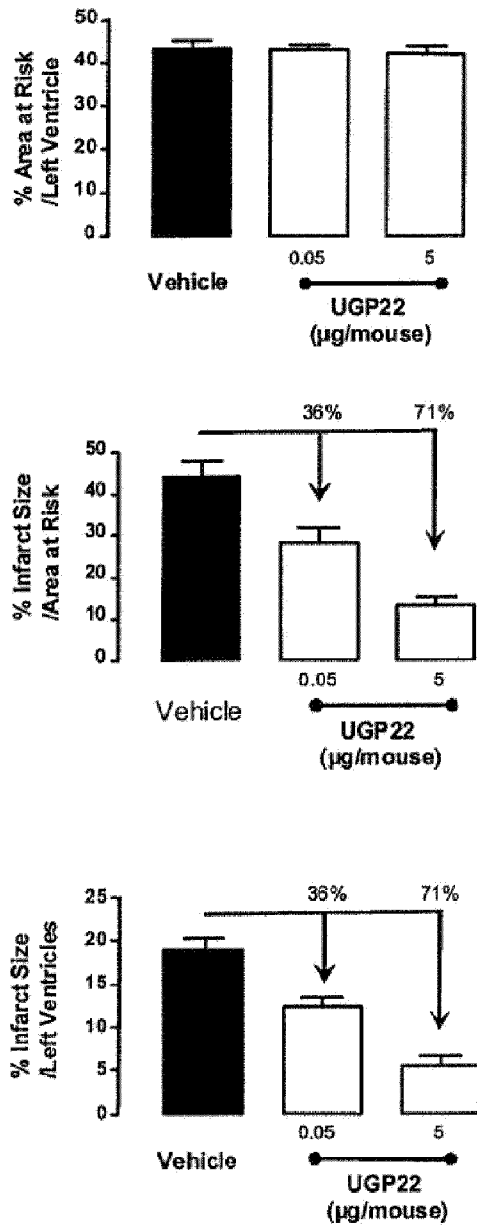 % Area at Risk
/Left Ventricle
50
40
30
20
10
0
0.05
5
Vehicle
UGP22
(µg/mouse)
36%
71%
% Infarct Size
/Area at Risk
50
40
30
20
10
0
0.05
5
Vehicle
UGP22
(µg/mouse)
36%
71%
% Infarct Size
/Left Ventricles
25
20
15
10
5
0
0.05
5
Vehicle
UGP22
(µg/mouse)